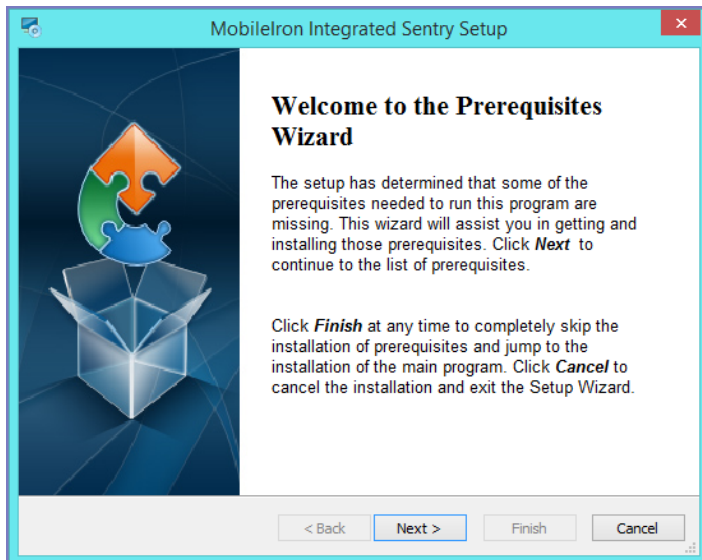 MobileIron Integrated Sentry Setup
Welcome to the Prerequisites
Wizard
The setup has determined that some of the
prerequisites needed to run this program are
missing. This wizard will assist you in getting and
installing those prerequisites. Click Next to
continue to the list of prerequisites.
Click Finish at any time to completely skip the
installation of prerequisites and jump to the
installation of the main program. Click Cancel to
cancel the installation and exit the Setup Wizard.
< Back Next > Finish Cancel